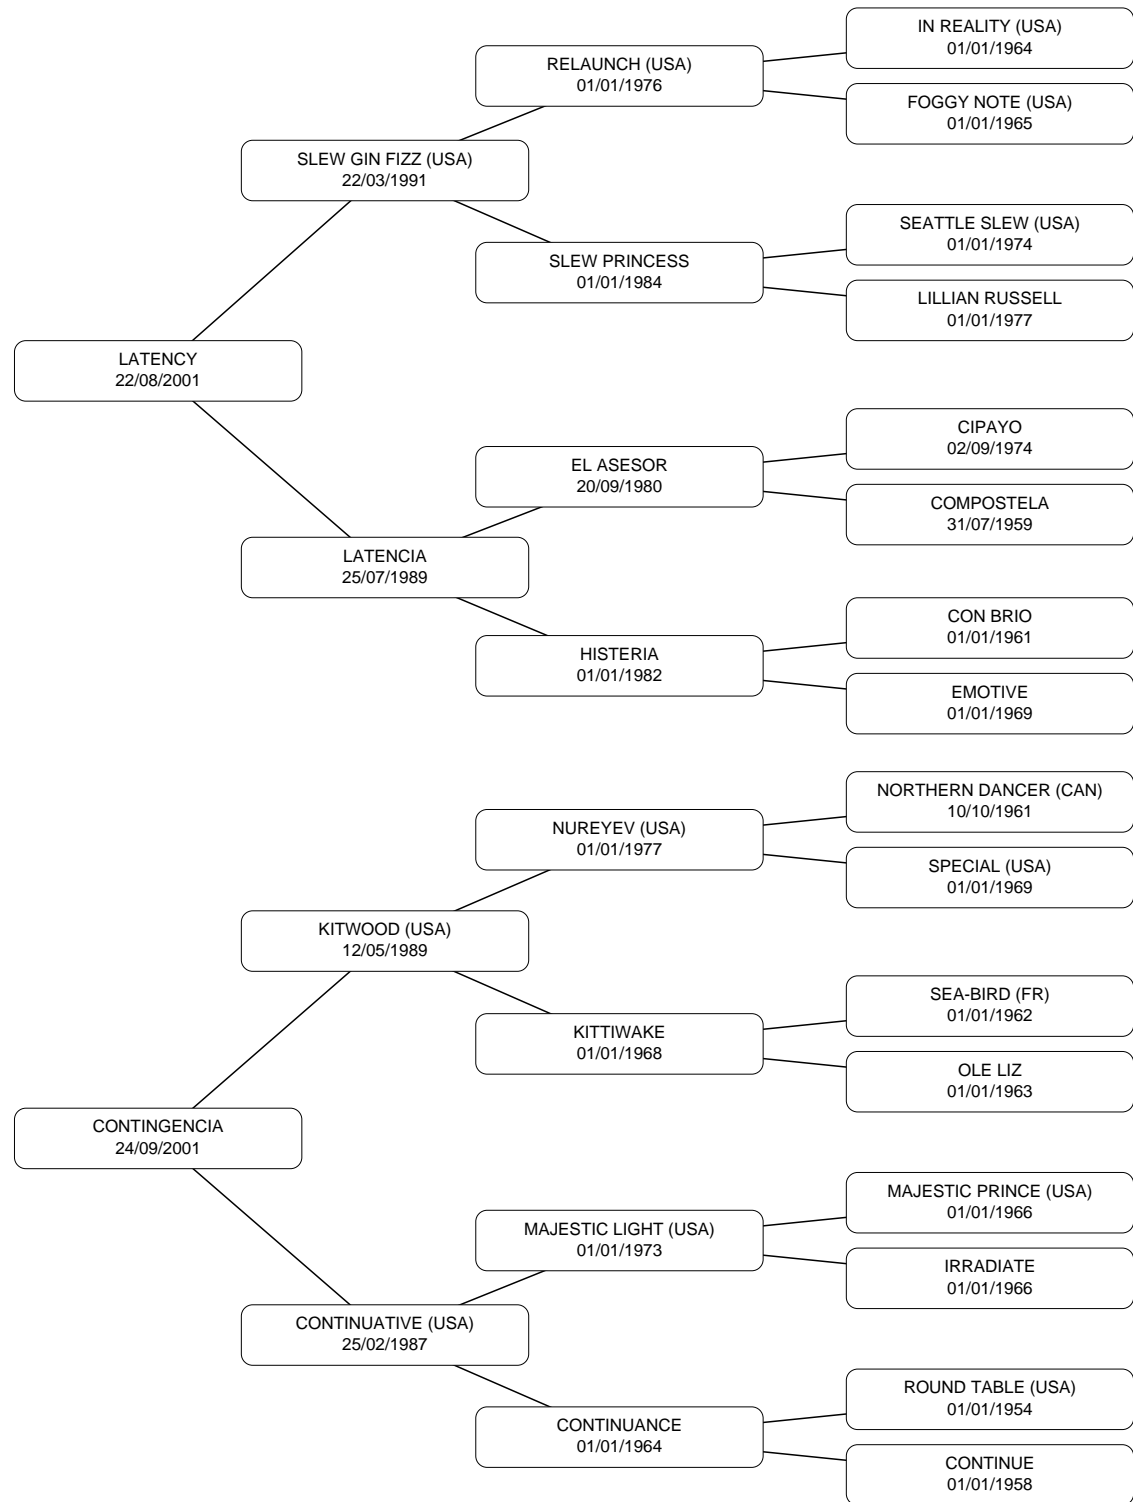 IN REALITY (USA)
01/01/1964
RELAUNCH (USA)
01/01/1976
FOGGY NOTE (USA)
01/01/1965
SLEW GIN FIZZ (USA)
22/03/1991
SEATTLE SLEW (USA)
01/01/1974
SLEW PRINCESS
01/01/1984
LILLIAN RUSSELL
01/01/1977
LATENCY
22/08/2001
CIPAYO
02/09/1974
EL ASESOR
20/09/1980
COMPOSTELA
31/07/1959
LATENCIA
25/07/1989
CON BRIO
01/01/1961
HISTERIA
01/01/1982
EMOTIVE
01/01/1969
NORTHERN DANCER (CAN)
10/10/1961
NUREYEV (USA)
01/01/1977
SPECIAL (USA)
01/01/1969
KITWOOD (USA)
12/05/1989
SEA-BIRD (FR)
01/01/1962
KITTIWAKE
01/01/1968
OLE LIZ
01/01/1963
CONTINGENCIA
24/09/2001
MAJESTIC PRINCE (USA)
01/01/1966
MAJESTIC LIGHT (USA)
01/01/1973
IRRADIATE
01/01/1966
CONTINUATIVE (USA)
25/02/1987
ROUND TABLE (USA)
01/01/1954
CONTINUANCE
01/01/1964
CONTINUE
01/01/1958